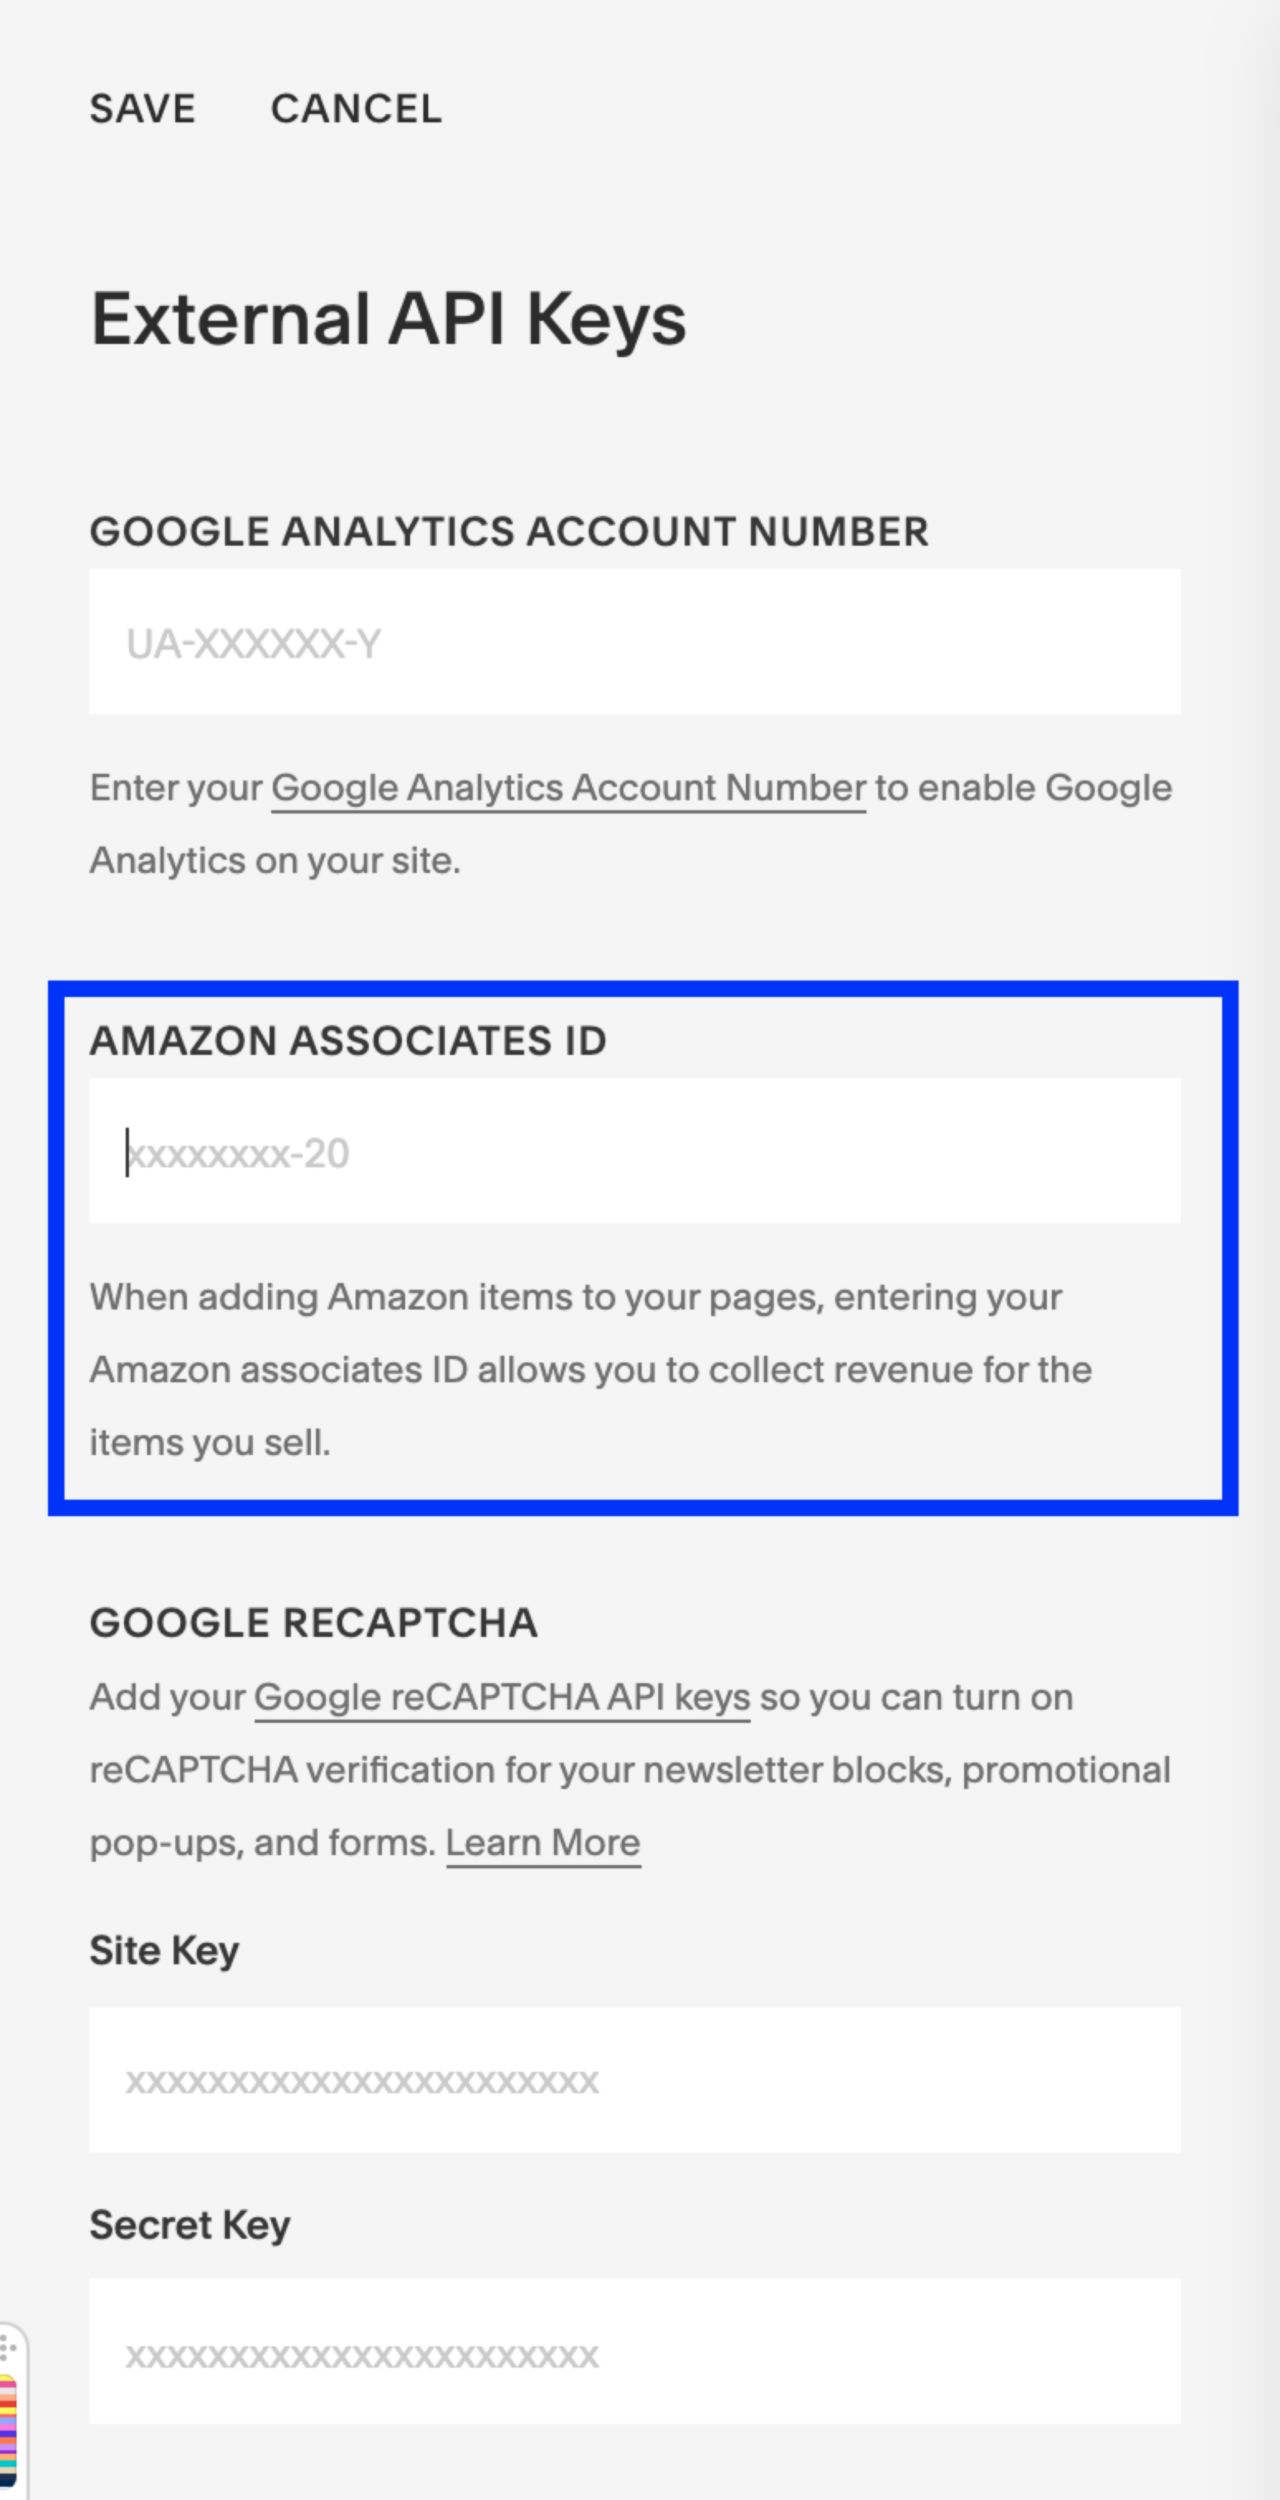 SAVE CANCEL
External API Keys
GOOGLE ANALYTICS ACCOUNT NUMBER
UA-XXXXXX-Y
Enter your Google Analytics Account Number to enable Google
Analytics on your site.
AMAZON ASSOCIATES ID
xxxxxxxx-20
When adding Amazon items to your pages, entering your
Amazon associates ID allows you to collect revenue for the
items you sell.
GOOGLE RECAPTCHA
Add your Google reCAPTCHA API keys so you can turn on
reCAPTCHA verification for your newsletter blocks, promotional
pop-ups, and forms. Learn More
Site Key
xxxxxxxxxxxxxxxxxxxxxxx
Secret Key
xxxxxxxxxxxxxxxxxxxxxxx